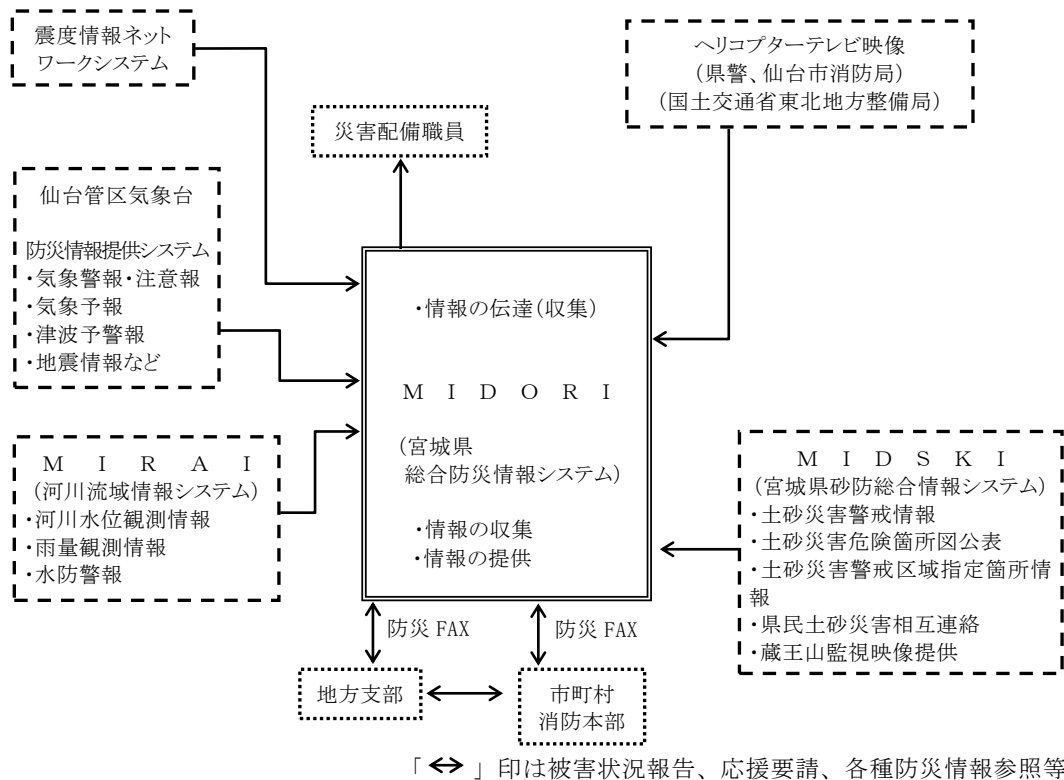 震度情報ネット
ワークシステム
ヘリコプターテレビ映像
(県警、仙台市消防局)
(国土交通省東北地方整備局)
災害配備職員
仙台管区気象台
防災情報提供システム
・気象警報・注意報
・気象予報
・津波予警報
・地震情報など
・情報の伝達(収集)
M I D O R I
(宮城県
総合防災情報システム)
・情報の収集
・情報の提供
M I R A I
(河川流域情報システム)
・河川水位観測情報
・雨量観測情報
・水防警報
M I D S K I
(宮城県砂防総合情報システム)
・土砂災害警戒情報
・土砂災害危険箇所図公表
・土砂災害警戒区域指定箇所情
報
・県民土砂災害相互連絡
・蔵王山監視映像提供
防災 FAX
防災 FAX
地方支部
市町村
消防本部
「 ↔ 」印は被害状況報告、応援要請、各種防災情報参照等